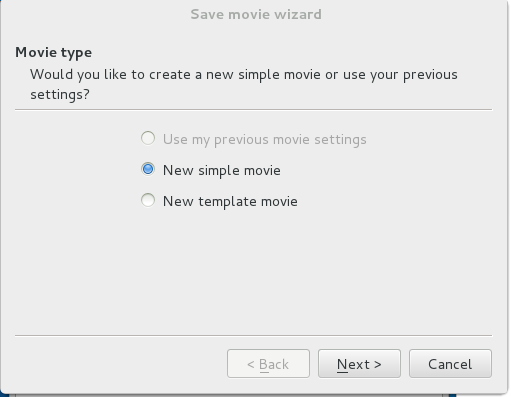 Save movie wizard
Movie type
Would you like to create a new simple movie or use your previous
settings?
Use my previous movie settings
New simple movie
New template movie
< Back
Next >
Cancel